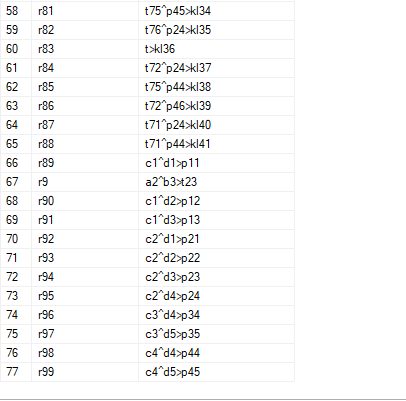 58 r81 t75^p45>kl34
59 r82 t76^p24>kl35
60 r83 t>kl36
61 r84 t72^p24>kl37
62 r85 t75^p44>kl38
63 r86 t72^p46>kl39
64 r87 t71^p24>kl40
65 r88 t71^p44>kl41
66 r89 c1^d1>p11
67 r9 a2^b3>t23
68 r90 c1^d2>p12
69 r91 c1^d3>p13
70 r92 c2^d1>p21
71 r93 c2^d2>p22
72 r94 c2^d3>p23
73 r95 c2^d4>p24
74 r96 c3^d4>p34
75 r97 c3^d5>p35
76 r98 c4^d4>p44
77 r99 c4^d5>p45